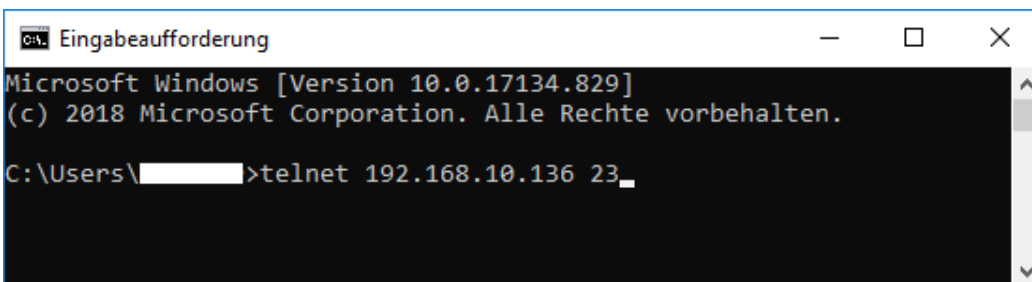 Eingabeaufforderung
Microsoft Windows [Version 10.0.17134.829]
(c) 2018 Microsoft Corporation. Alle Rechte vorbehalten.
C:\Users\ >telnet 192.168.10.136 23